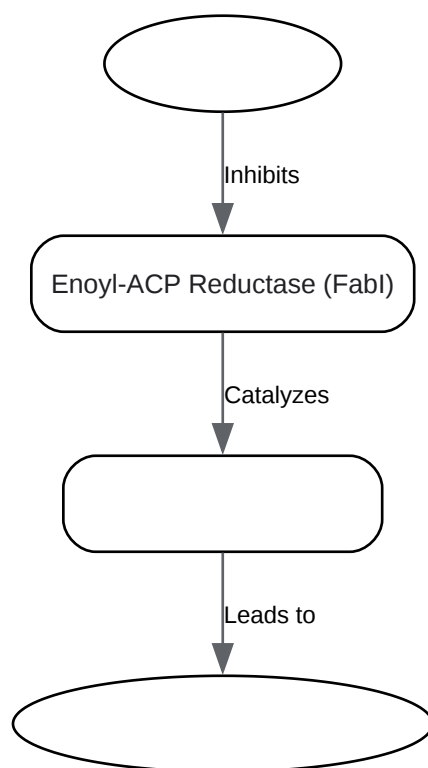 Inhibits
Enoyl-ACP Reductase (FabI)
Catalyzes
Leads to